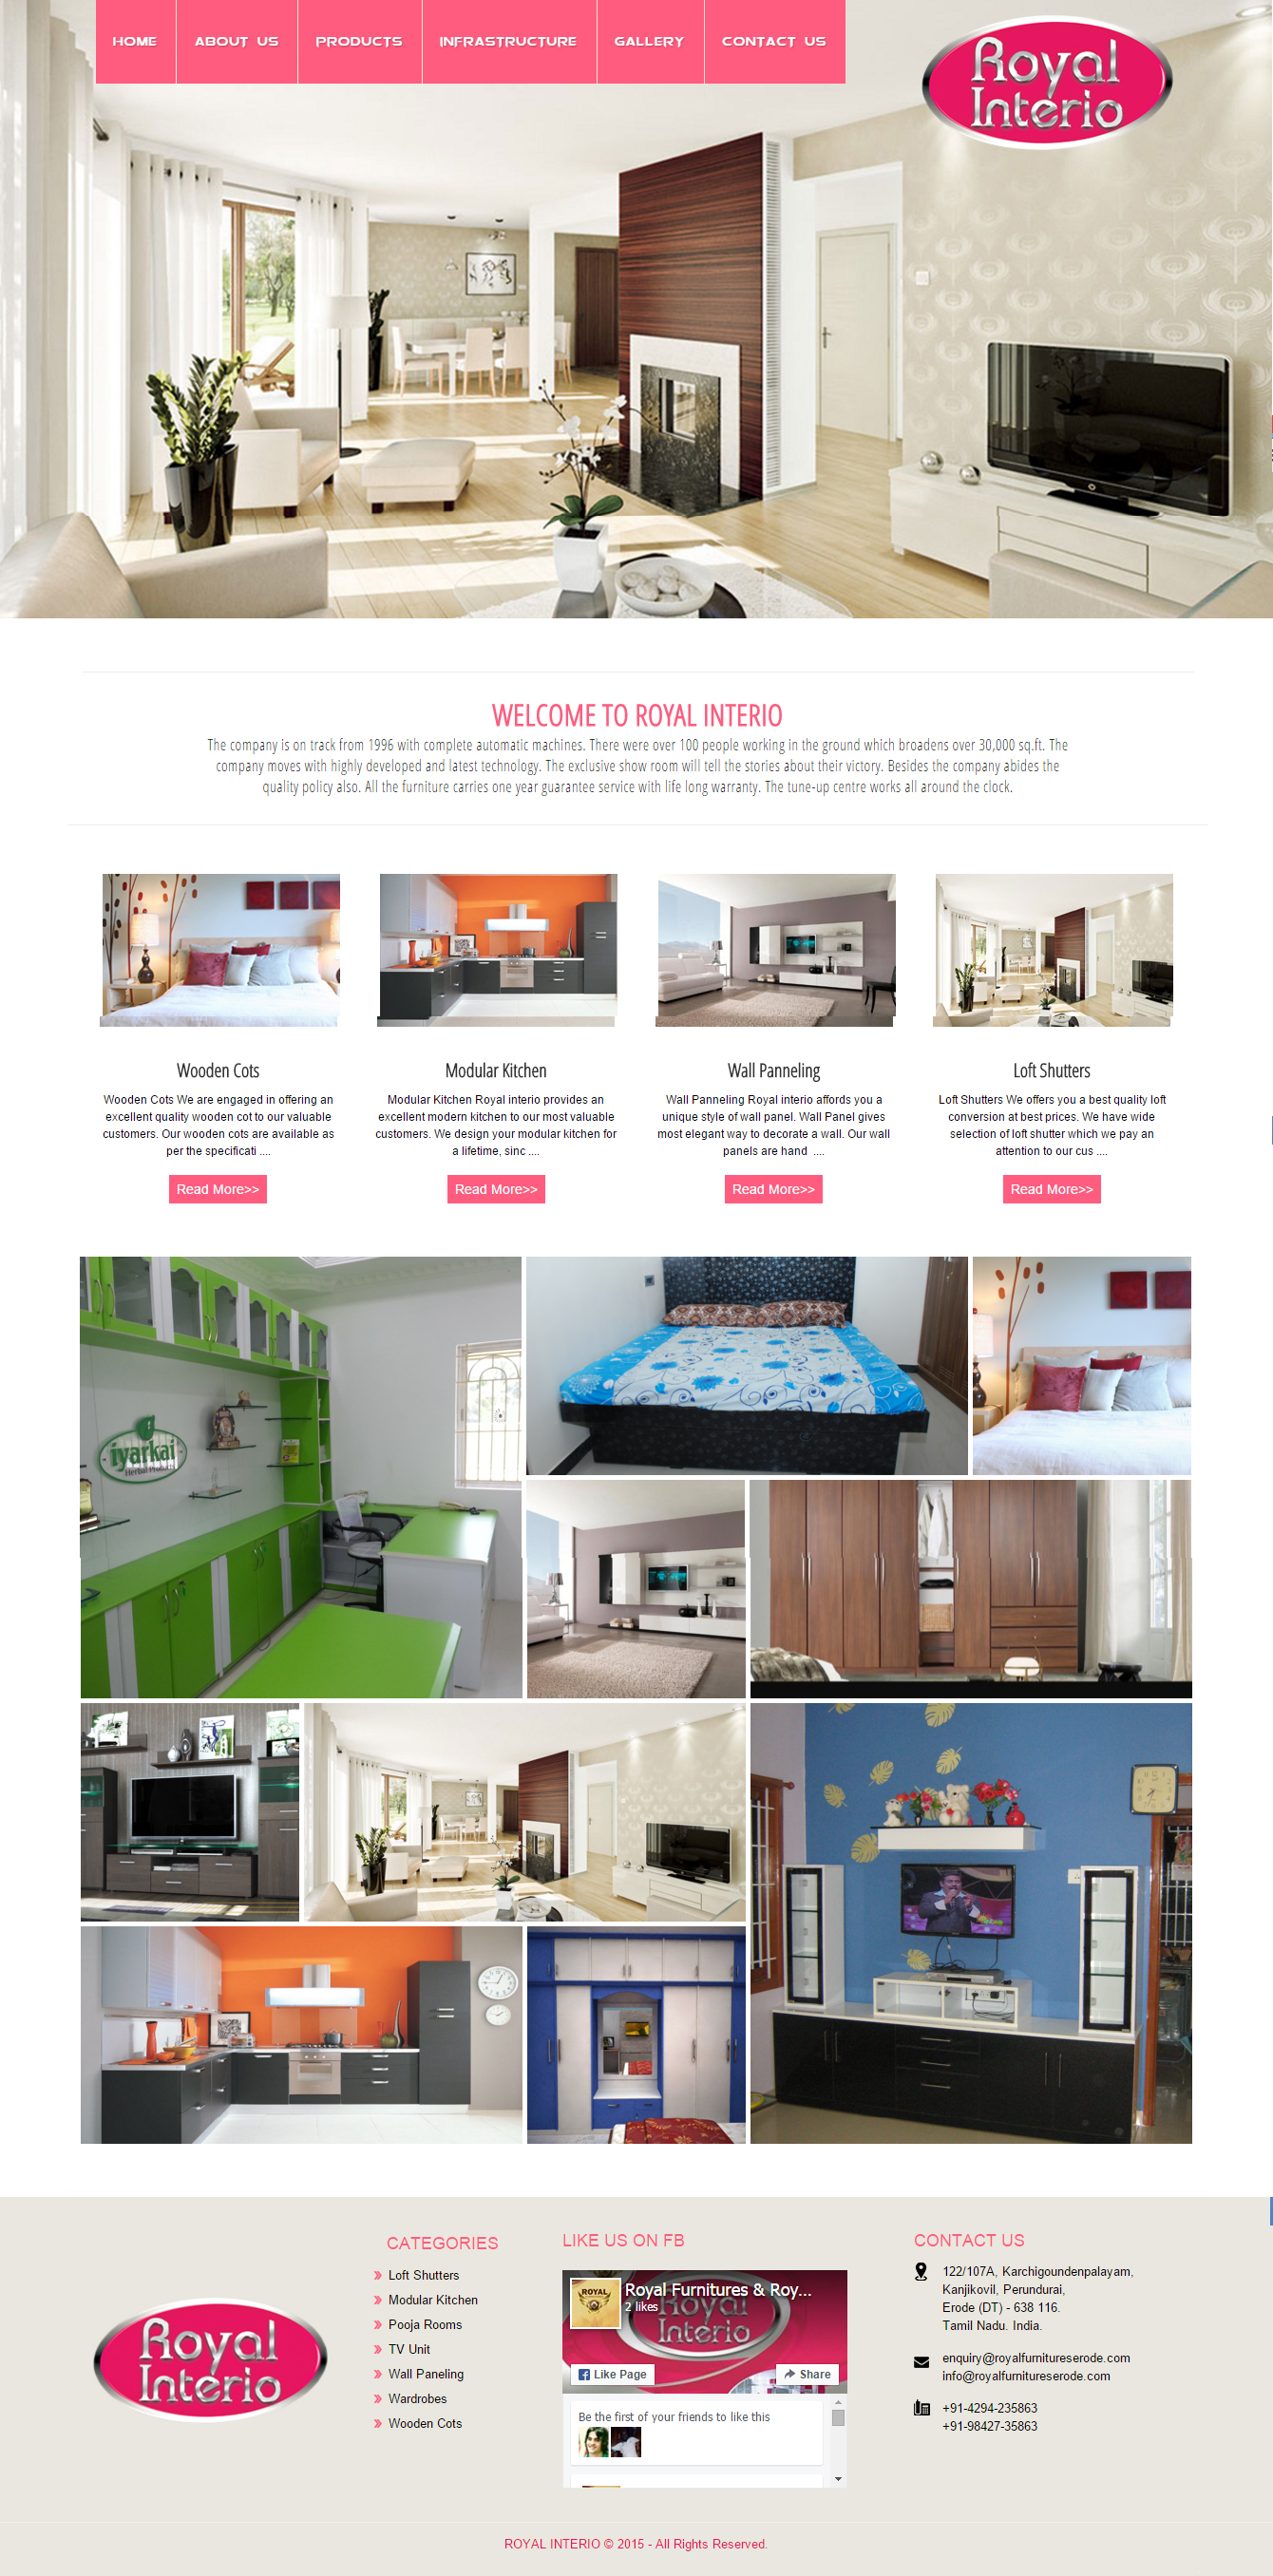 HOME
ABOUT US
PRODUCTS
INFRASTRUCTURE
GALLERY
CONTACT US
Royal
Interio
WELCOME TO ROYAL INTERIO
The company is on track from 1996 with complete automatic machines. There were over 100 people working in the ground which broadens over 30,000 sq.ft. The
company moves with highly developed and latest technology. The exclusive show room will tell the stories about their victory. Besides the company abides the
quality policy also. All the furniture carries one year guarantee service with life long warranty. The tune-up centre works all around the clock.
Wooden Cots
Wooden Cots We are engaged in offering an
excellent quality wooden cot to our valuable
customers. Our wooden cots are available as
per the specificati ....
Read More>>
Modular Kitchen
Modular Kitchen Royal interio provides an
excellent modern kitchen to our most valuable
customers. We design your modular kitchen for
a lifetime, sinc ....
Read More>>
Wall Panneling
Wall Panneling Royal interio affords you a
unique style of wall panel. Wall Panel gives
most elegant way to decorate a wall. Our wall
panels are hand ....
Read More>>
Loft Shutters
Loft Shutters We offers you a best quality loft
conversion at best prices. We have wide
selection of loft shutter which we pay an
attention to our cus ....
Read More>>
iyarkai
Herbal Products
Royal
Interio
CATEGORIES
Loft Shutters
Modular Kitchen
Pooja Rooms
TV Unit
Wall Paneling
Wardrobes
Wooden Cots
LIKE US ON FB
ROYAL
Royal Furnitures & Roy...
2 likes
Royal
Interio
Like Page
Share
Be the first of your friends to like this
CONTACT US
122/107A, Karchigoundenpalayam,
Kanjikovil, Perundurai,
Erode (DT) - 638 116.
Tamil Nadu. India.
enquiry@royalfurnitureserode.com
info@royalfurnitureserode.com
+91-4294-235863
+91-98427-35863
ROYAL INTERIO © 2015 - All Rights Reserved.